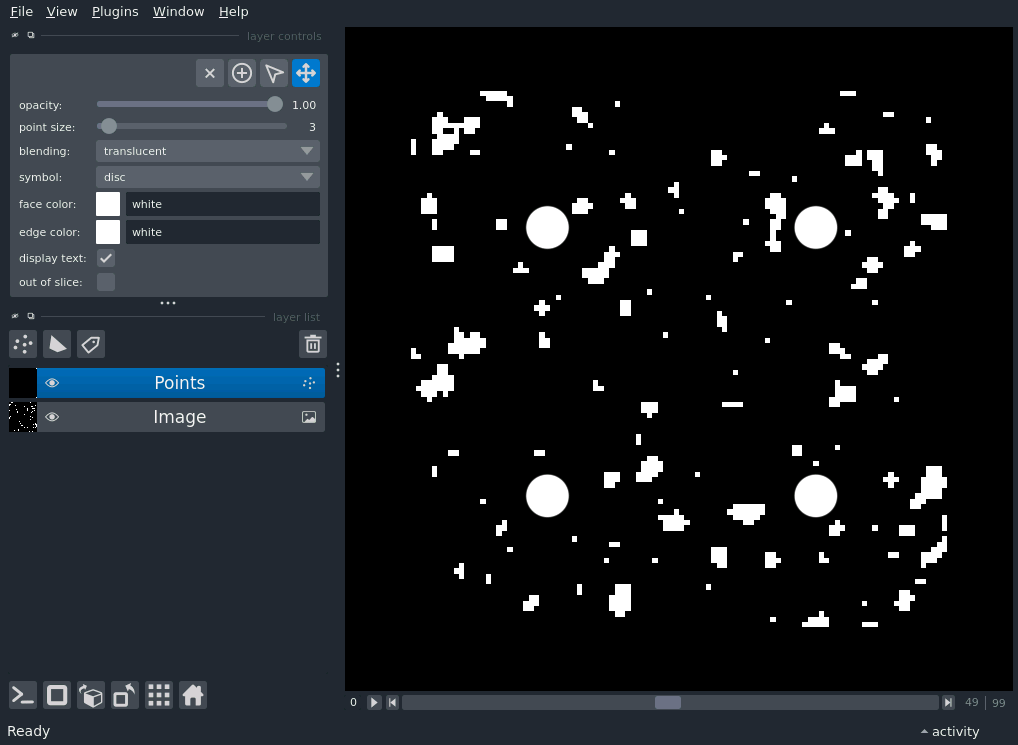 File View Plugins Window Help
layer controls
opacity: 1.00
point size: 3
blending: translucent
symbol: disc
face color: white
edge color: white
display text:
out of slice:
layer list
Points
Image
0 49 99
Ready activity